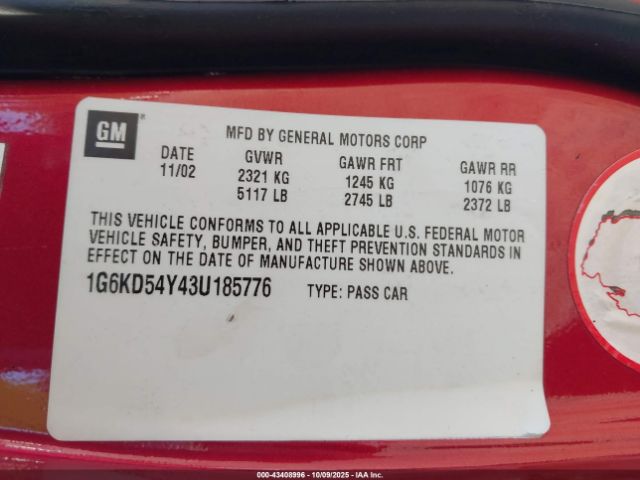 GM
MFD BY GENERAL MOTORS CORP
DATE GVWR GAWR FRT GAWR RR
11/02 2321 KG 1245 KG 1076 KG
5117 LB 2745 LB 2372 LB
THIS VEHICLE CONFORMS TO ALL APPLICABLE U.S. FEDERAL MOTOR
VEHICLE SAFETY, BUMPER, AND THEFT PREVENTION STANDARDS IN
EFFECT ON THE DATE OF MANUFACTURE SHOWN ABOVE.
1G6KD54Y43U185776 TYPE: PASS CAR
000-43408996 - 10/09/2025 - IAA Inc.